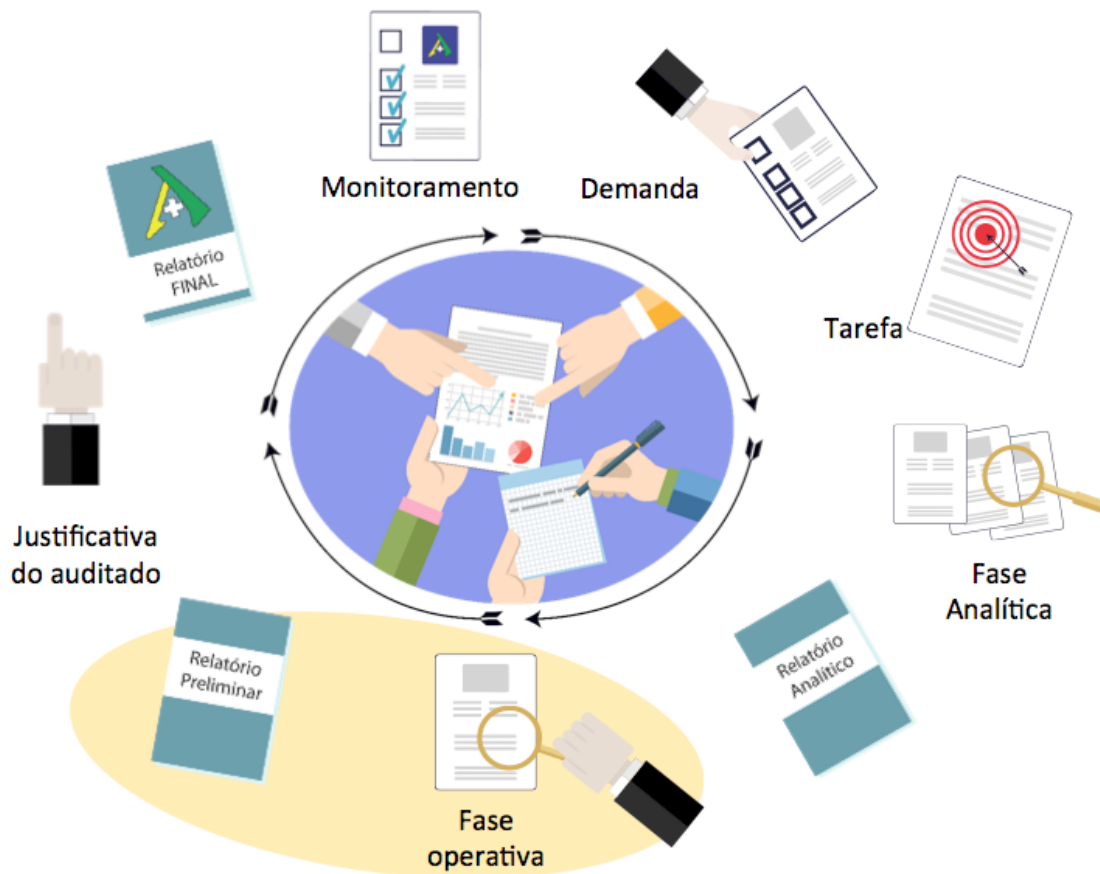 Monitoramento
Demanda
Tarefa
Fase
Analítica
Relatório
Analítico
Fase
operativa
Relatório
Preliminar
Justificativa
do auditado
Relatório
FINAL